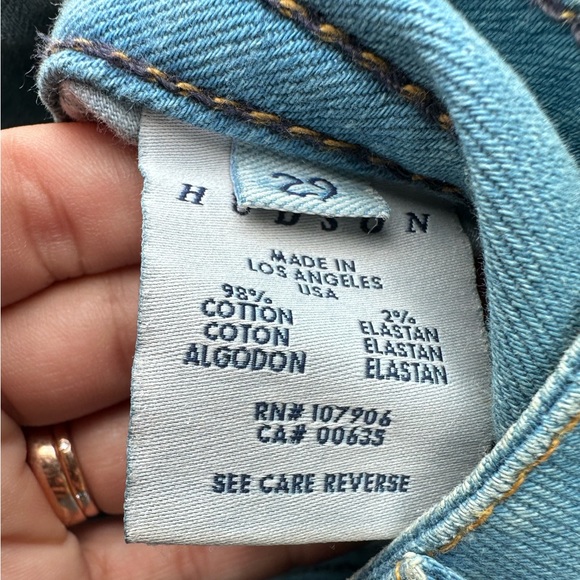 29
HUDSON
MADE IN
LOS ANGELES
USA
98% 2%
COTTON ELASTAN
COTON ELASTAN
ALGODON ELASTAN
RN# 107906
CA# 00635
SEE CARE REVERSE